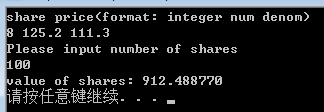 share price(format: integer num denom)
8 125.2 111.3
Please input number of shares
100
value of shares: 912.488770
请按任意键继续. . .